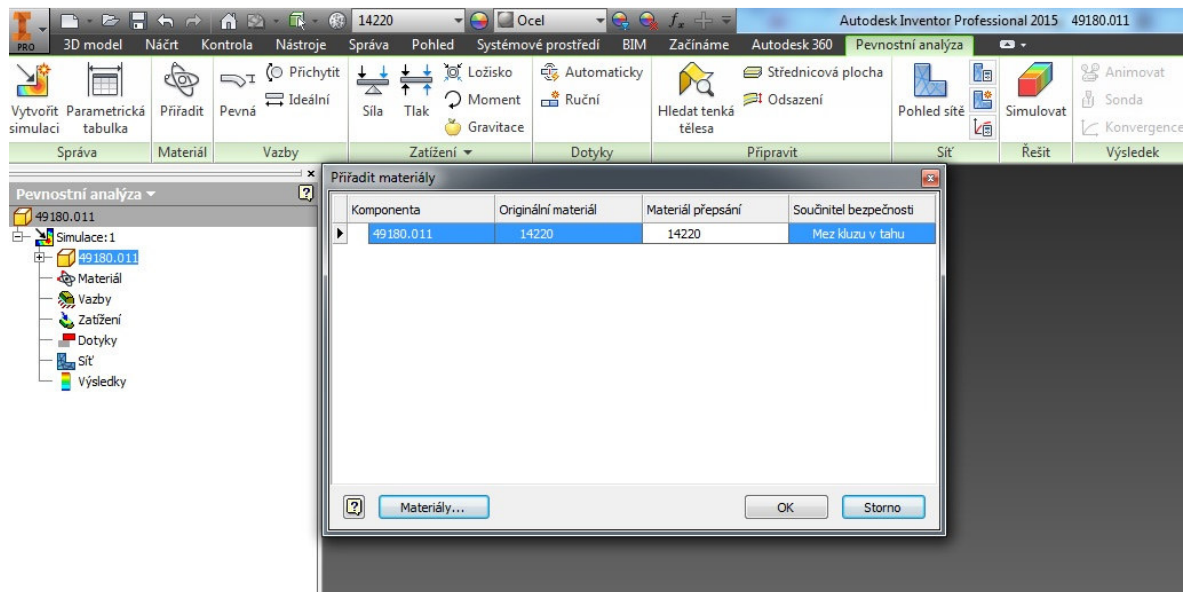 14220 Ocel Autodesk Inventor Professional 2015 49180.011
PRO 3D model Náčrt Kontrola Nástroje Správa Pohled Systémové prostředí BIM Začínáme Autodesk 360 Pevnostní analýza
Vytvořit simulaci
Parametrická tabulka
Přiřadit
Pevná
Přichytit
Ideální
Síla
Tlak
Ložisko
Moment
Gravitace
Automaticky
Ruční
Hledat tenká tělesa
Střednicová plocha
Odsazení
Pohled sítě
Simulovat
Animovat
Sonda
Konvergence
Správa Materiál Vazby Zatížení Dotyky Připravit Síť Řešit Výsledek
Pevnostní analýza
49180.011
Simulace:1
49180.011
Materiál
Vazby
Zatížení
Dotyky
Síť
Výsledky
Přiřadit materiály
Komponenta Originální materiál Materiál přepsání Součinitel bezpečnosti
49180.011 14220 14220 Mez kluzu v tahu
Materiály... OK Storno